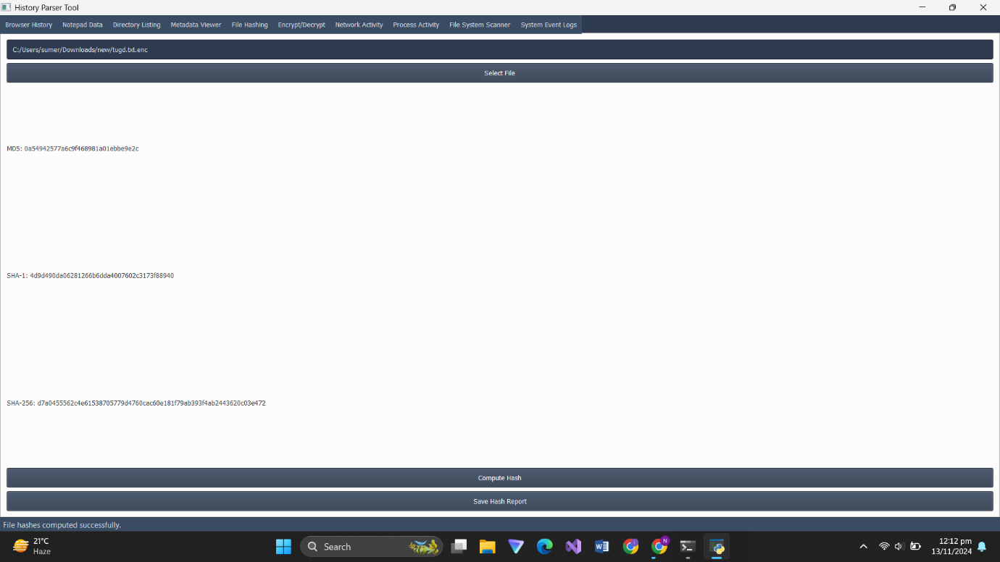 History Parser Tool
Browser History Notepad Data Directory Listing Metadata Viewer File Hashing Encrypt/Decrypt Network Activity Process Activity File System Scanner System Event Logs
C:/Users/sumer/Downloads/new/tugd.txt.enc
Select File
MD5: 0a54942577a6c9f468981a01ebbe9e2c
SHA-1: 4d9d490da06281266b6dda4007602c3173f88940
SHA-256: d7a0455562c4e61538705779d4760cac60e181f79ab393f4ab2443620c03e472
Compute Hash
Save Hash Report
File hashes computed successfully.
21°C
Haze
Search
N
12:12 pm
13/11/2024